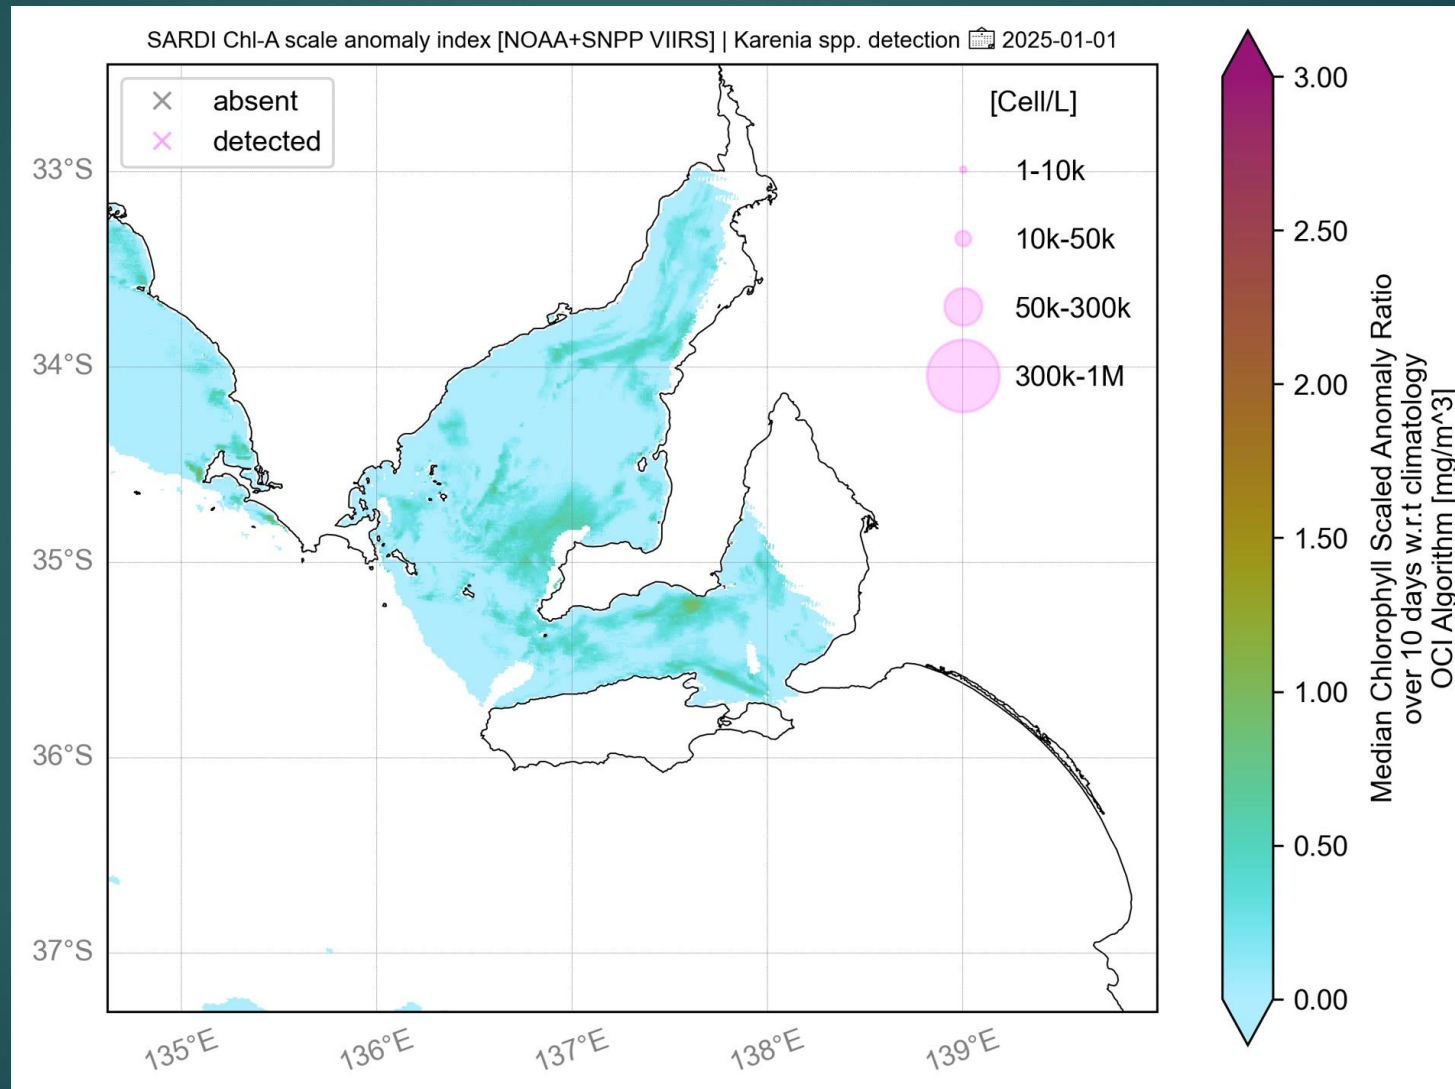 SARDI Chl-A scale anomaly index [NOAA+SNPP VIIRS] | Karenia spp. detection 2025-01-01
absent
detected
[Cell/L]
1-10k
10k-50k
50k-300k
300k-1M
33°S
34°S
35°S
36°S
37°S
135°E
136°E
137°E
138°E
139°E
3.00
2.50
2.00
1.50
1.00
0.50
0.00
Median Chlorophyll Scaled Anomaly Ratio
over 10 days w.r.t climatology
OCI Algorithm [mg/m^3]